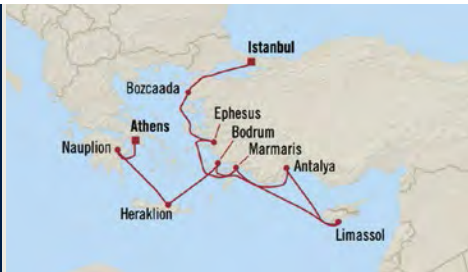 Istanbul
Bozcaada
Athens
Ephesus
Bodrum
Nauplion
Marmaris
Antalya
Heraklion
Limassol